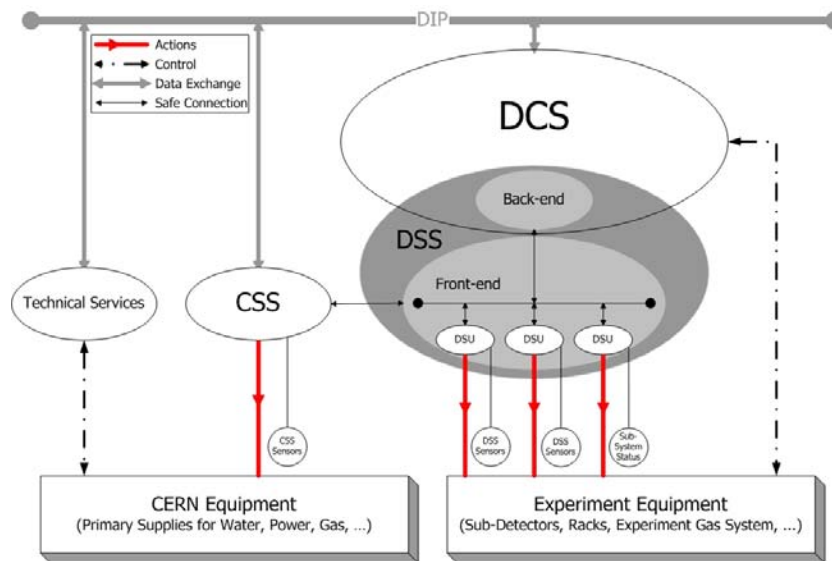 DIP
Actions
Control
Data Exchange
Safe Connection
DCS
Back-end
DSS
Front-end
Technical Services
CSS
DSU
DSU
DSU
CSS
Sensors
DSS
Sensors
DSS
Sensors
Sub-
System
Status
CERN Equipment
(Primary Supplies for Water, Power, Gas, ...)
Experiment Equipment
(Sub-Detectors, Racks, Experiment Gas System, ...)